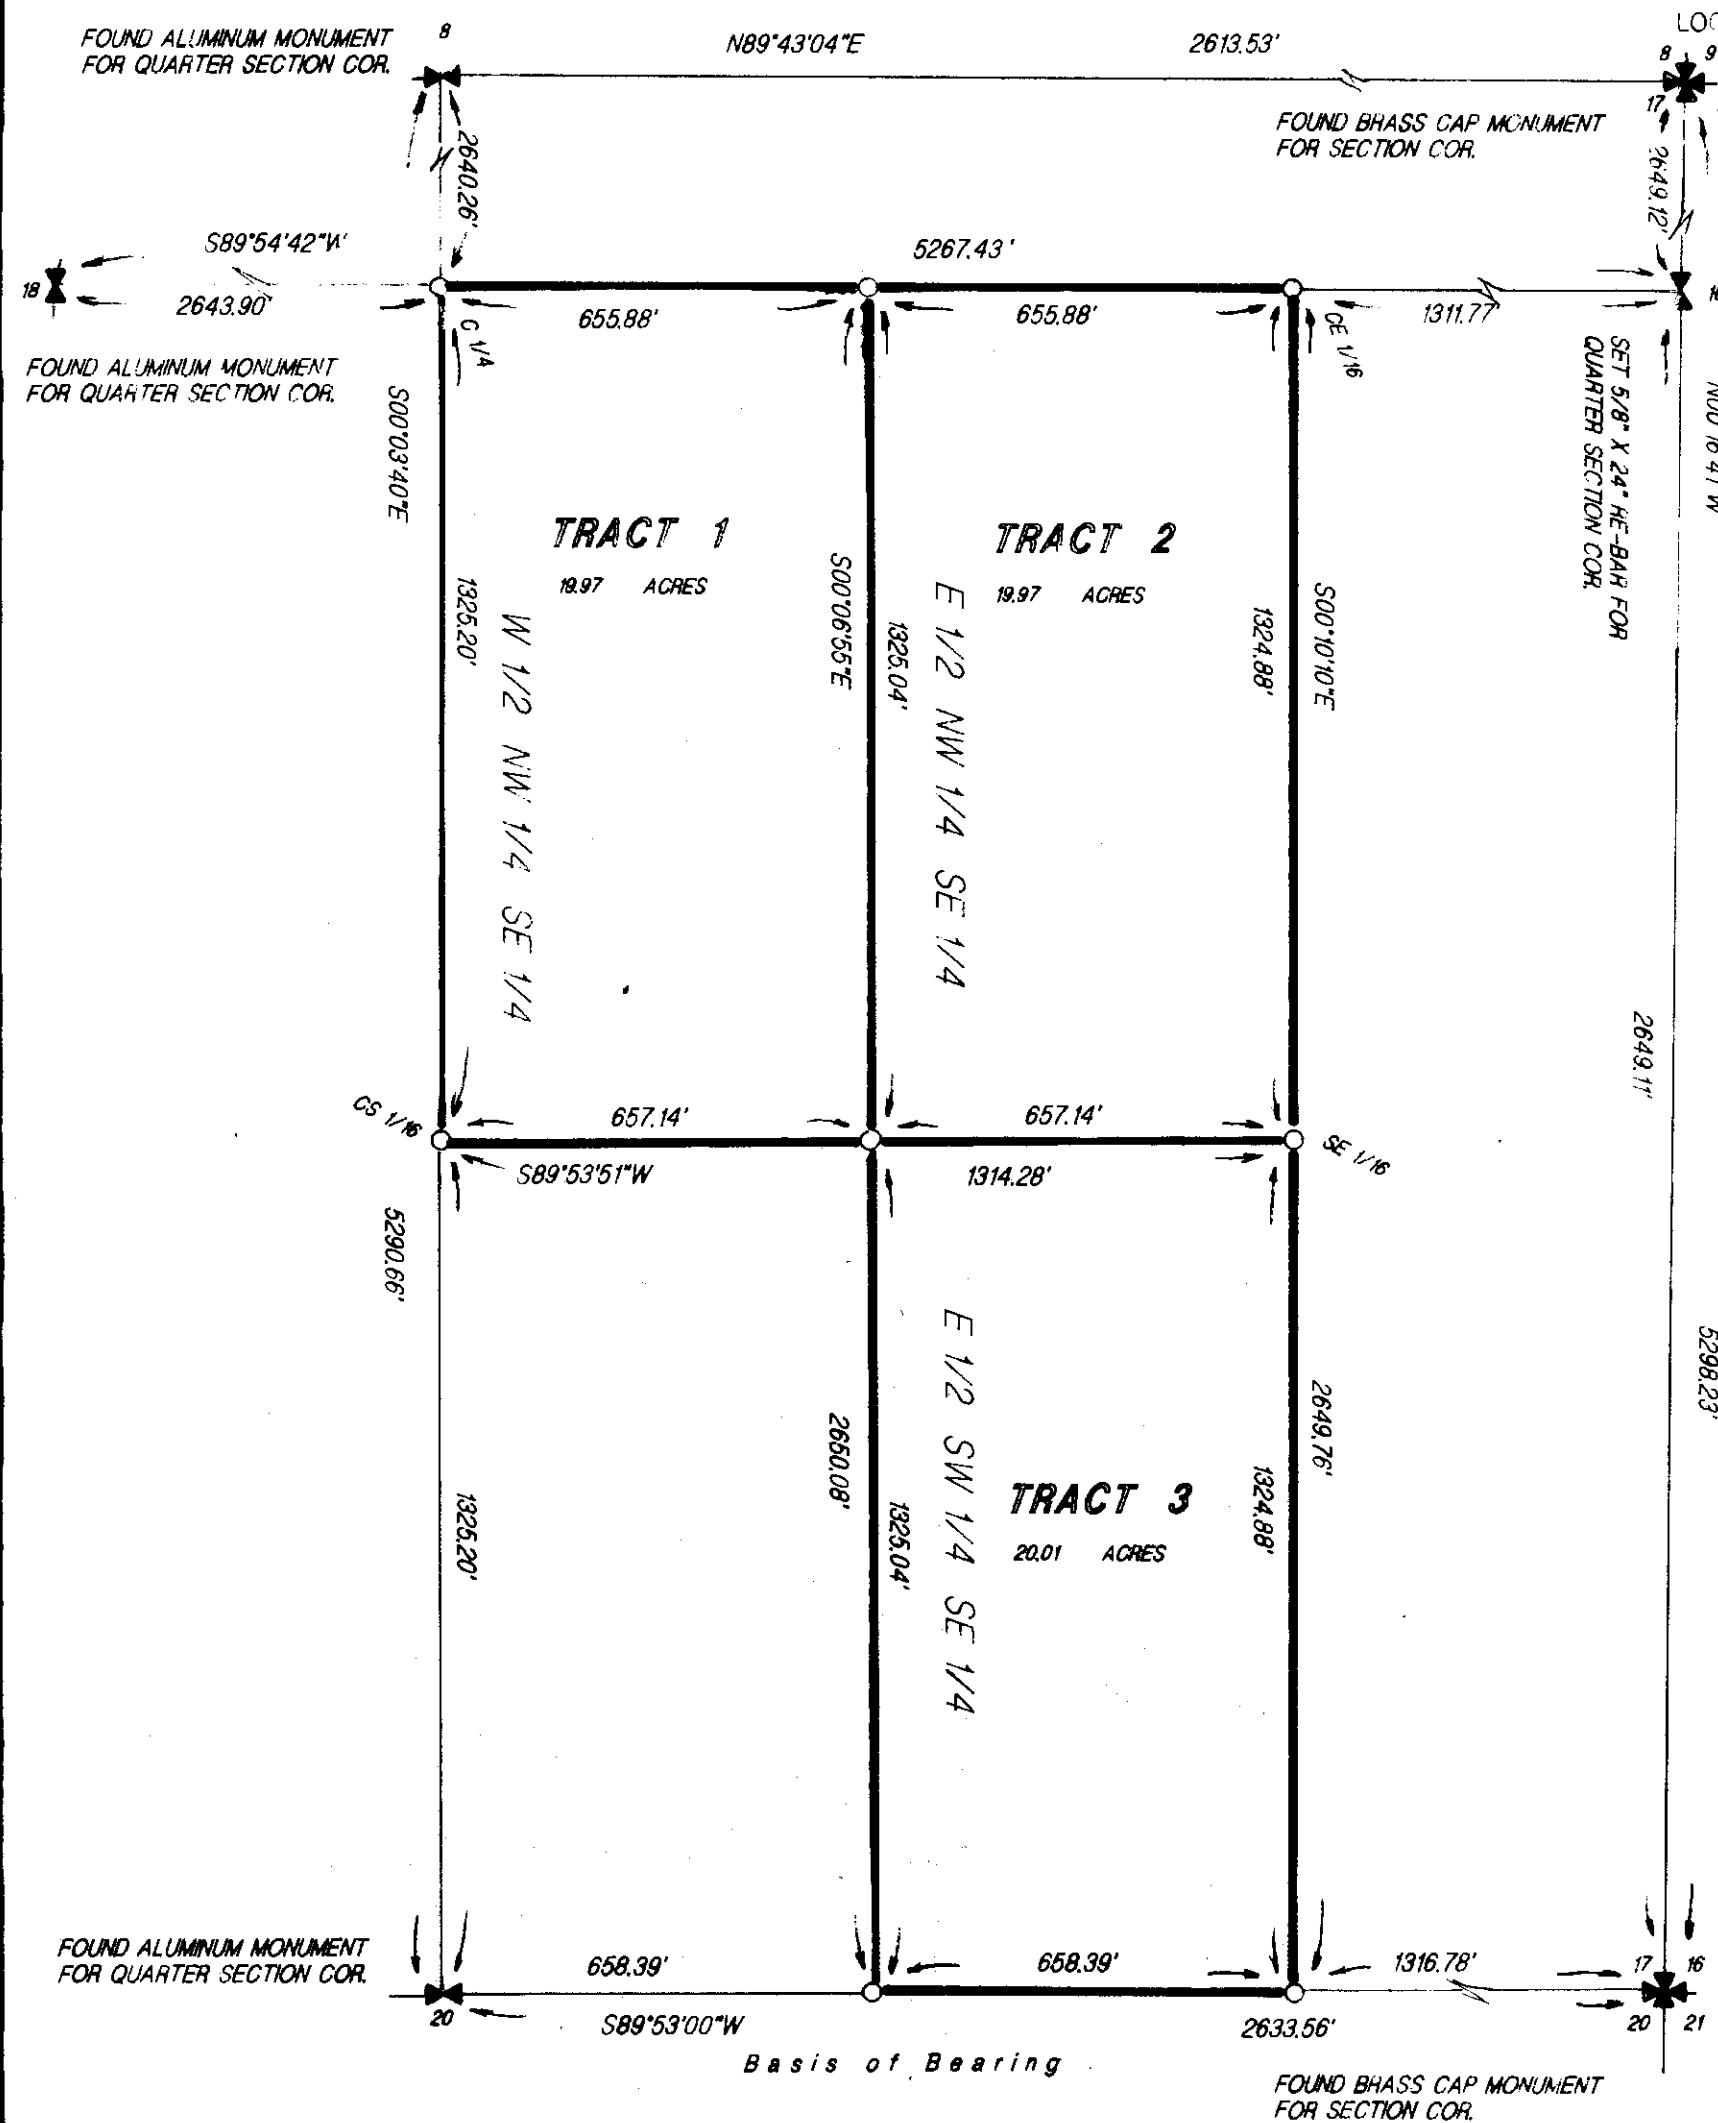 LOC
FOUND ALUMINUM MONUMENT
FOR QUARTER SECTION COR.
8
N89°43'04"E
2613.53'
8 9
17
FOUND BRASS CAP MONUMENT
FOR SECTION COR.
2640.26'
2649.12'
S89°54'42"W
5267.43'
18
2643.90'
655.88'
655.88'
1311.77'
16
C 1/4
CE 1/16
FOUND ALUMINUM MONUMENT
FOR QUARTER SECTION COR.
SET 5/8" X 24" RE-BAR FOR
QUARTER SECTION COR.
S00°03'40"E
TRACT 1
19.97 ACRES
TRACT 2
19.97 ACRES
1325.20'
W 1/2 NW 1/4 SE 1/4
S00°06'55"E
1325.04'
E 1/2 NW 1/4 SE 1/4
1324.88'
S00°10'10"E
2649.11'
CS 1/16
657.14'
657.14'
SE 1/16
S89°53'51"W
1314.28'
5290.66'
1325.20'
2650.08'
1325.04'
E 1/2 SW 1/4 SE 1/4
TRACT 3
20.01 ACRES
1324.88'
2649.76'
5298.23'
FOUND ALUMINUM MONUMENT
FOR QUARTER SECTION COR.
658.39'
658.39'
1316.78'
17 16
20
S89°53'00"W
2633.56'
20 21
Basis of Bearing
FOUND BRASS CAP MONUMENT
FOR SECTION COR.